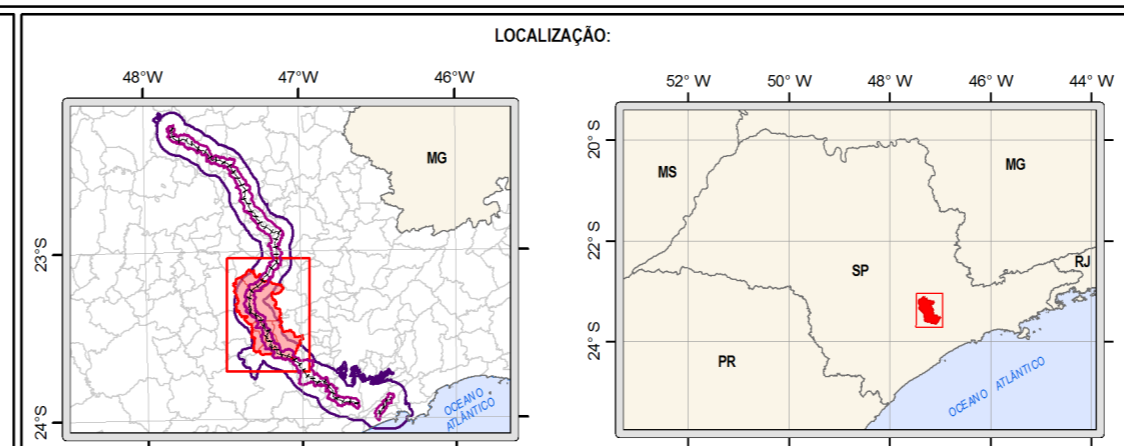 LOCALIZAÇÃO:
48°W 47°W 46°W
MG
23°S
24°S
OCEANO
ATLÂNTICO
52° W 50° W 48° W 46° W 44° W
20° S
22° S
24° S
MS
MG
SP
RJ
PR
OCEANO ATLÂNTICO